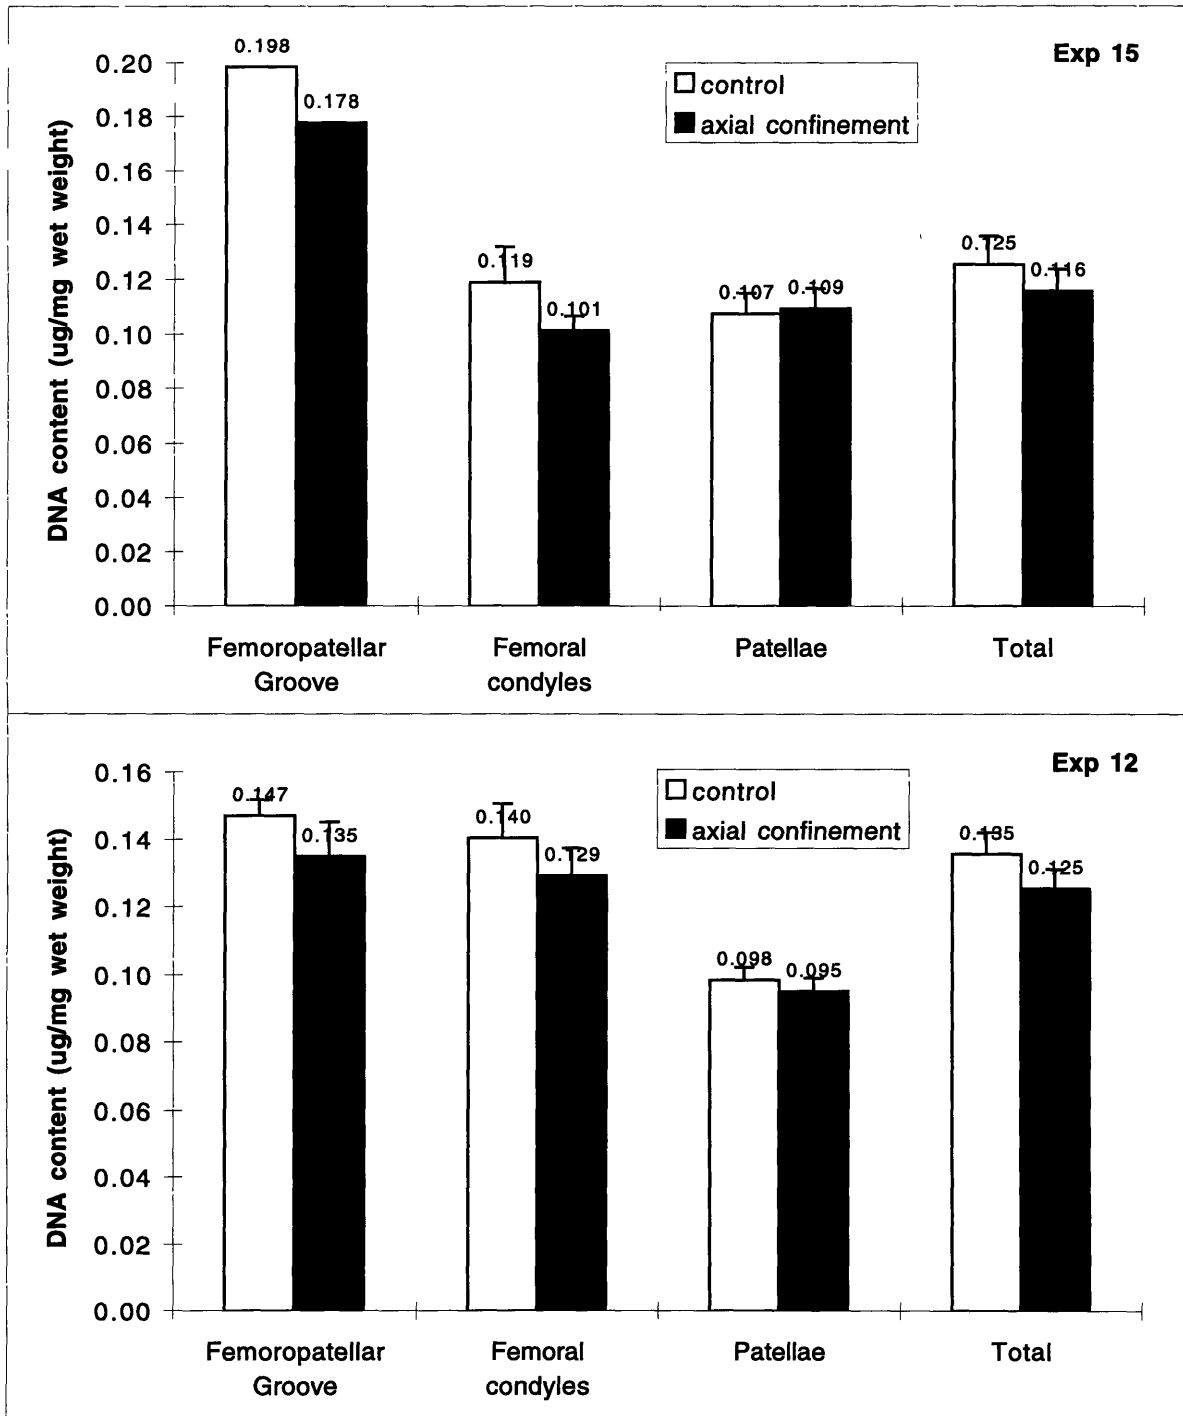 Exp 15
DNA content (ug/mg wet weight)
0.20
0.18
0.16
0.14
0.12
0.10
0.08
0.06
0.04
0.02
0.00
control
axial confinement
0.198
0.178
0.119
0.101
0.107
0.109
0.125
0.116
Femoropatellar
Groove
Femoral
condyles
Patellae
Total
Exp 12
DNA content (ug/mg wet weight)
0.16
0.14
0.12
0.10
0.08
0.06
0.04
0.02
0.00
control
axial confinement
0.147
0.135
0.140
0.129
0.098
0.095
0.135
0.125
Femoropatellar
Groove
Femoral
condyles
Patellae
Total